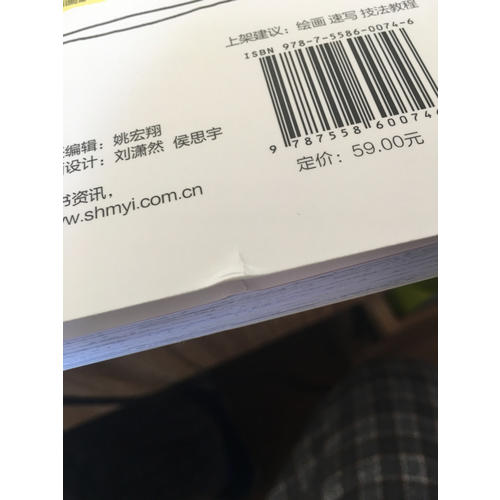 上架建议：绘画 速写 技法教程
ISBN 978-7-5586-0074-6
9 787558 60074
定价：59.00元
编辑：姚宏翔
设计：刘潇然 侯思宇
书资讯，
ww.shmyi.com.cn